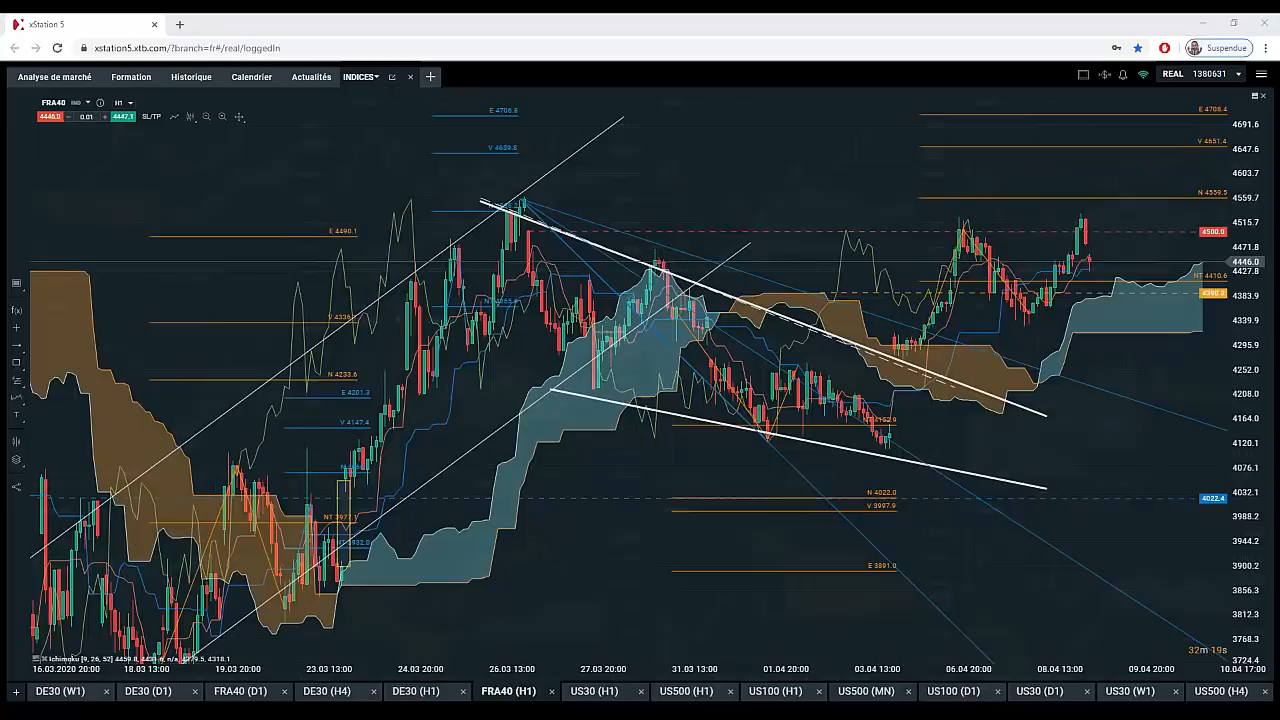 xStation 5
xstation5.xtb.com/?branch=fr#/real/loggedIn
Suspendue
Analyse de marché Formation Historique Calendrier Actualités INDICES
REAL 1380631
FRA40 IND H1
4446.0 0.01 4447.1 SL/TP
E 4706.8
V 4639.8
E 4706.4
V 4651.4
N 4559.5
NT 4410.6
E 4490.1
N 4233.6
E 4201.3
V 4147.4
N 4022.0
V 3997.9
E 3891.0
4691.6
4647.6
4603.7
4559.7
4515.7
4500.0
4471.8
4446.0
4427.8
4383.9
4339.9
4295.9
4252.0
4208.0
4164.0
4120.1
4076.1
4032.1
4022.4
3988.2
3944.2
3900.2
3856.3
3812.3
3768.3
3724.4
32m 19s
16.03.2020 20:00 18.03 13:00 19.03 20:00 23.03 13:00 24.03 20:00 26.03 13:00 27.03 20:00 31.03 13:00 01.04 20:00 03.04 13:00 06.04 20:00 08.04 13:00 09.04 20:00 10.04 17:00
DE30 (W1) DE30 (D1) FRA40 (D1) DE30 (H4) DE30 (H1) FRA40 (H1) US30 (H1) US500 (H1) US100 (H1) US500 (MN) US100 (D1) US30 (D1) US30 (W1) US500 (H4)